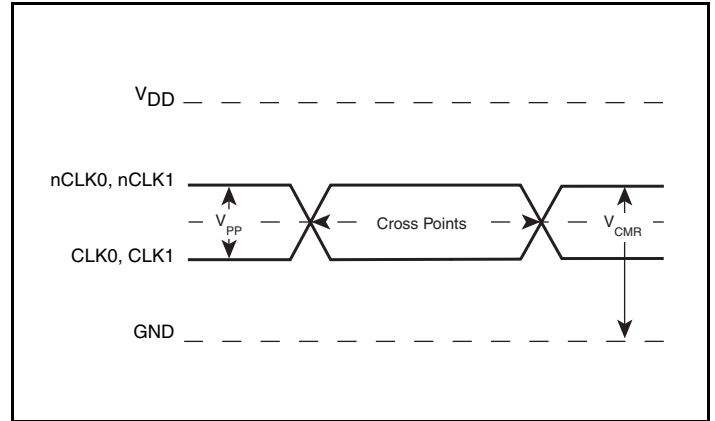 VDD
nCLK0, nCLK1
VPP
Cross Points
VCMR
CLK0, CLK1
GND